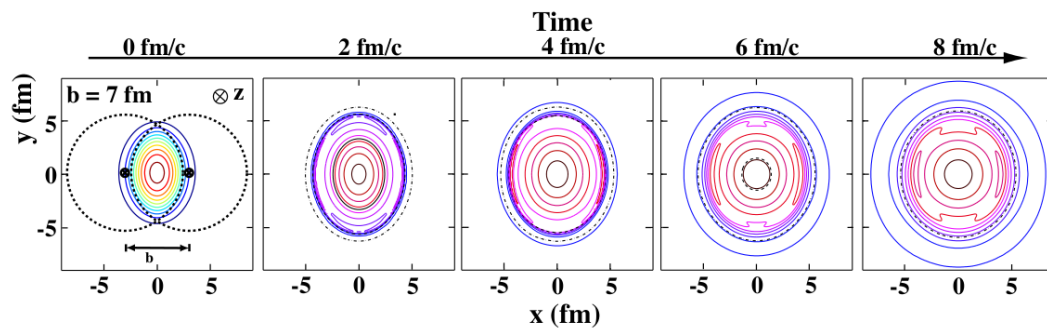 Time
0 fm/c 2 fm/c 4 fm/c 6 fm/c 8 fm/c
b = 7 fm ⊗ z
y (fm)
5
0
-5
b
-5 0 5 -5 0 5 -5 0 5 -5 0 5 -5 0 5
x (fm)